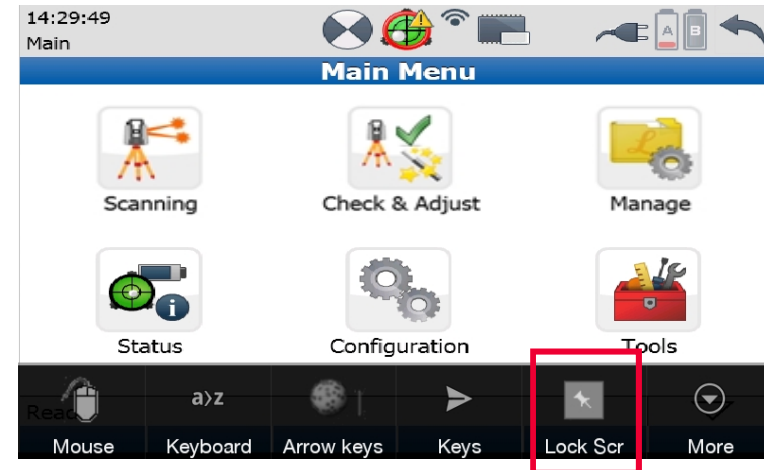 14:29:49
Main
A B
Main Menu
Scanning Check & Adjust Manage
Status Configuration Tools
a›z
Mouse Keyboard Arrow keys Keys Lock Scr More